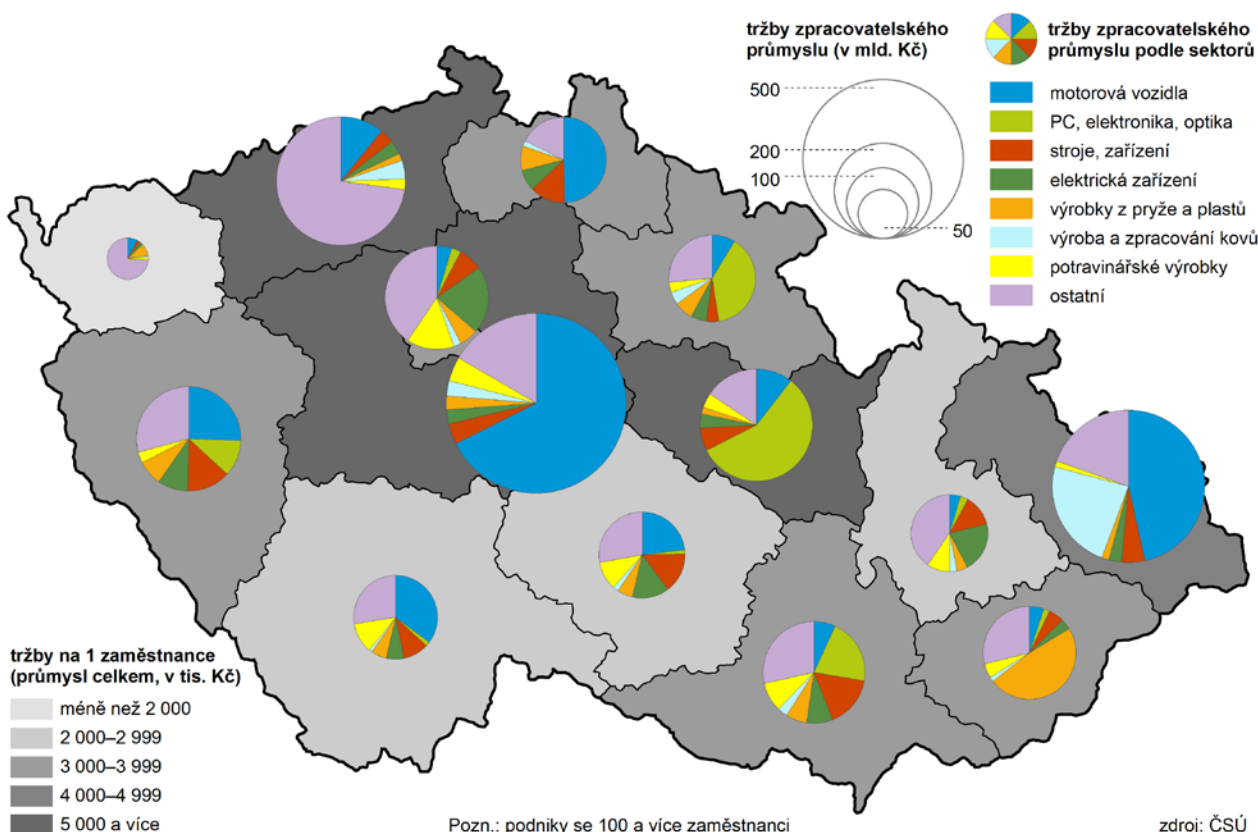 tržby zpracovatelského
průmyslu (v mld. Kč)
500
200
100
50
tržby zpracovatelského
průmyslu podle sektorů
motorová vozidla
PC, elektronika, optika
stroje, zařízení
elektrická zařízení
výrobky z pryže a plastů
výroba a zpracování kovů
potravinářské výrobky
ostatní
tržby na 1 zaměstnance
(průmysl celkem, v tis. Kč)
méně než 2 000
2 000–2 999
3 000–3 999
4 000–4 999
5 000 a více
Pozn.: podniky se 100 a více zaměstnanci
zdroj: ČSÚ